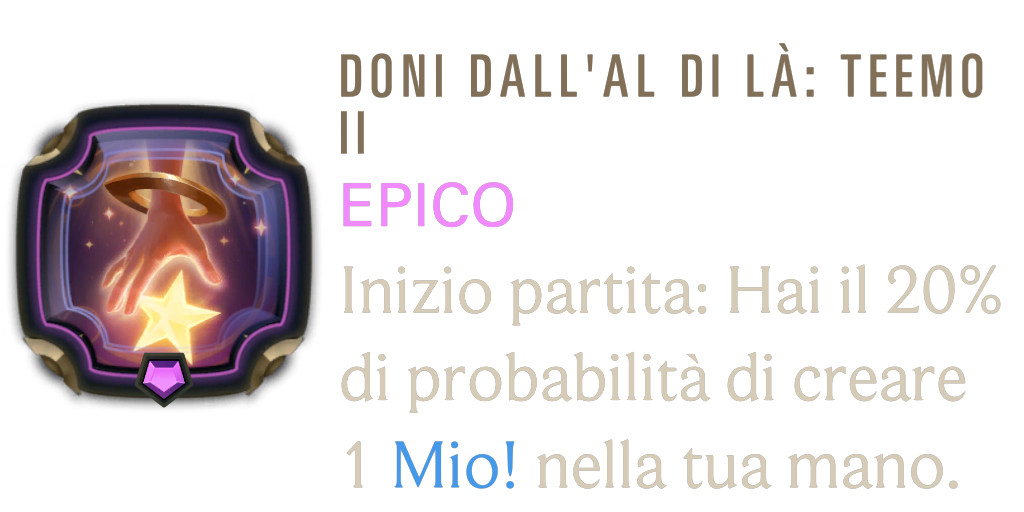 DONI DALL'AL DI LÀ: TEEMO
II
EPICO
Inizio partita: Hai il 20%
di probabilità di creare
1 Mio! nella tua mano.